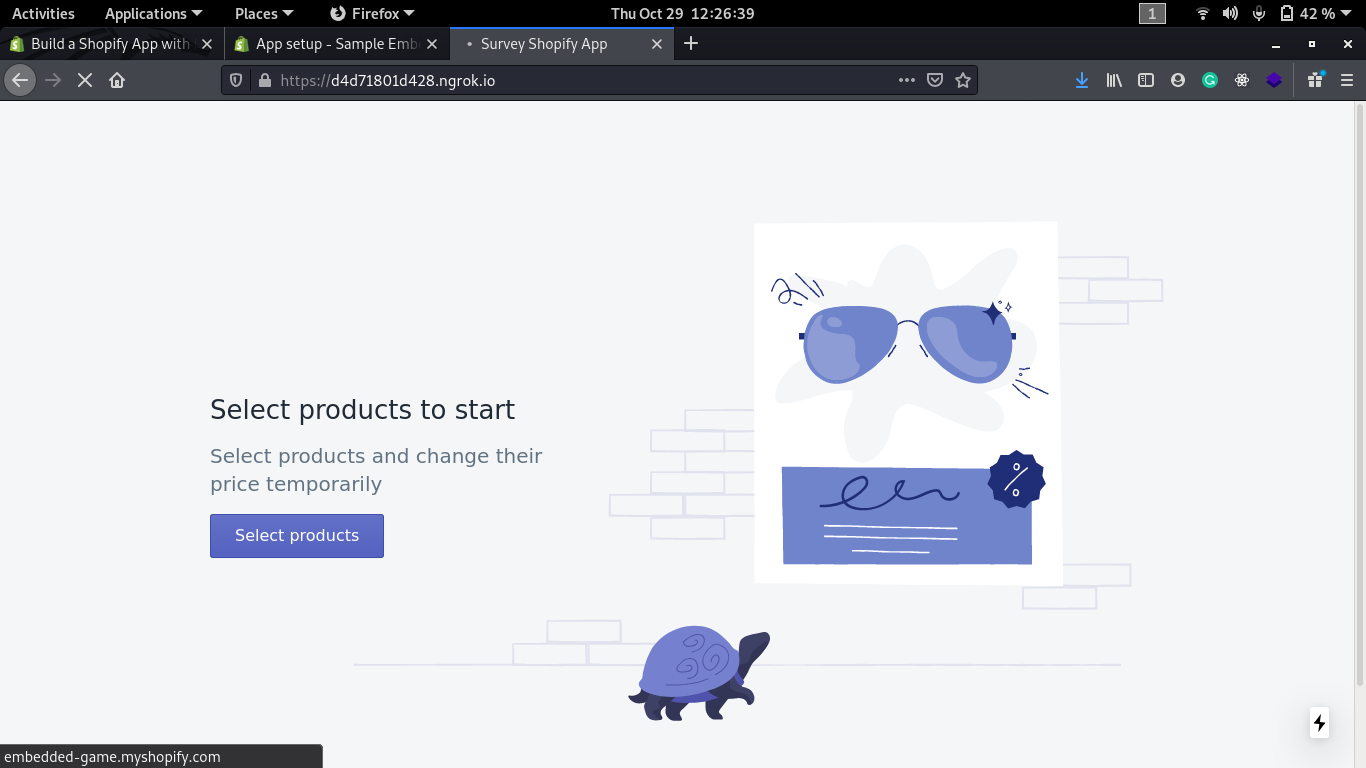 Activities Applications Places Firefox Thu Oct 29 12:26:39 1 42 %
Build a Shopify App with App setup - Sample Emb Survey Shopify App
https://d4d71801d428.ngrok.io
Select products to start
Select products and change their
price temporarily
Select products
%
embedded-game.myshopify.com